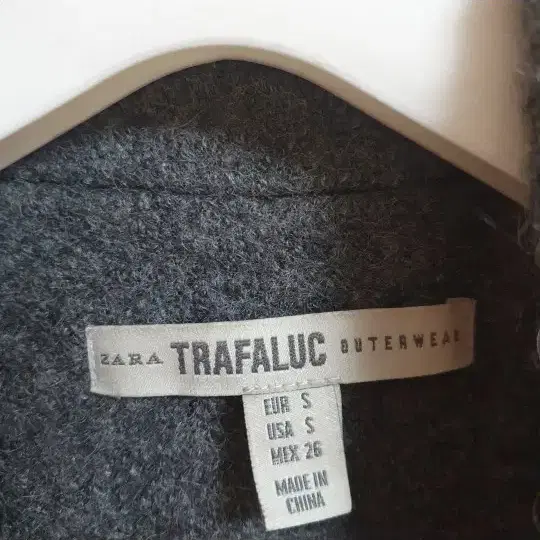 ZARA TRAFALUC OUTERWEAR
EUR S
USA S
MEX 26
MADE IN
CHINA